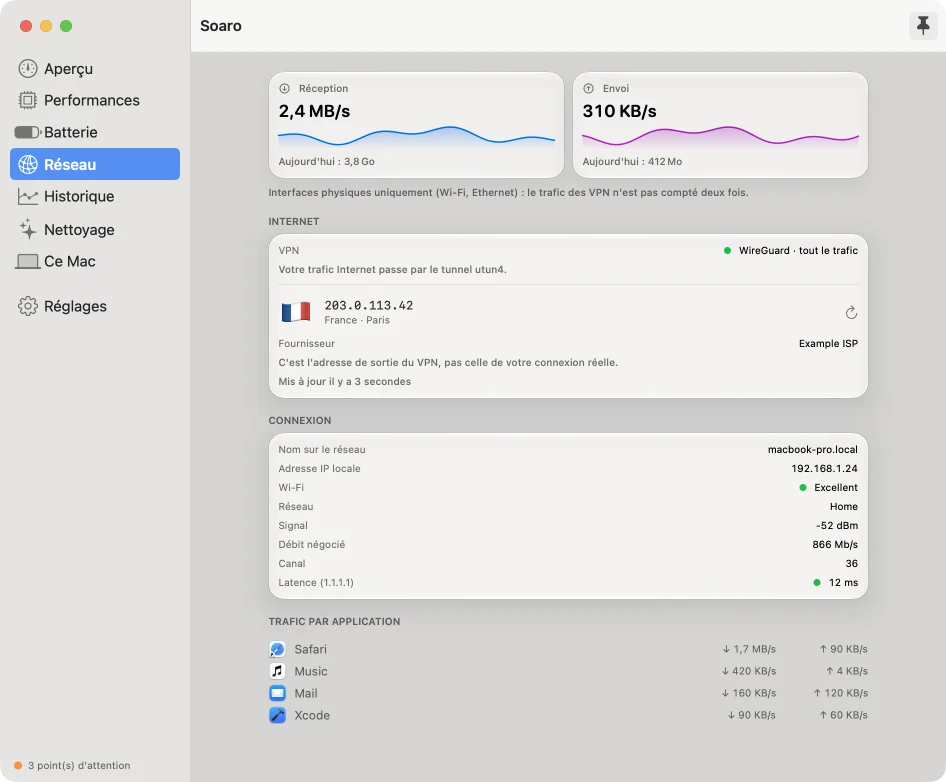 Soaro
Aperçu
Performances
Batterie
Réseau
Historique
Nettoyage
Ce Mac
Réglages
3 point(s) d'attention
Réception
2,4 MB/s
Aujourd'hui : 3,8 Go
Envoi
310 KB/s
Aujourd'hui : 412 Mo
Interfaces physiques uniquement (Wi-Fi, Ethernet) : le trafic des VPN n'est pas compté deux fois.
INTERNET
VPN WireGuard · tout le trafic
Votre trafic Internet passe par le tunnel utun4.
203.0.113.42
France · Paris
Fournisseur Example ISP
C'est l'adresse de sortie du VPN, pas celle de votre connexion réelle.
Mis à jour il y a 3 secondes
CONNEXION
Nom sur le réseau macbook-pro.local
Adresse IP locale 192.168.1.24
Wi-Fi Excellent
Réseau Home
Signal -52 dBm
Débit négocié 866 Mb/s
Canal 36
Latence (1.1.1.1) 12 ms
TRAFIC PAR APPLICATION
Safari ↓ 1,7 MB/s ↑ 90 KB/s
Music ↓ 420 KB/s ↑ 4 KB/s
Mail ↓ 160 KB/s ↑ 120 KB/s
Xcode ↓ 90 KB/s ↑ 60 KB/s